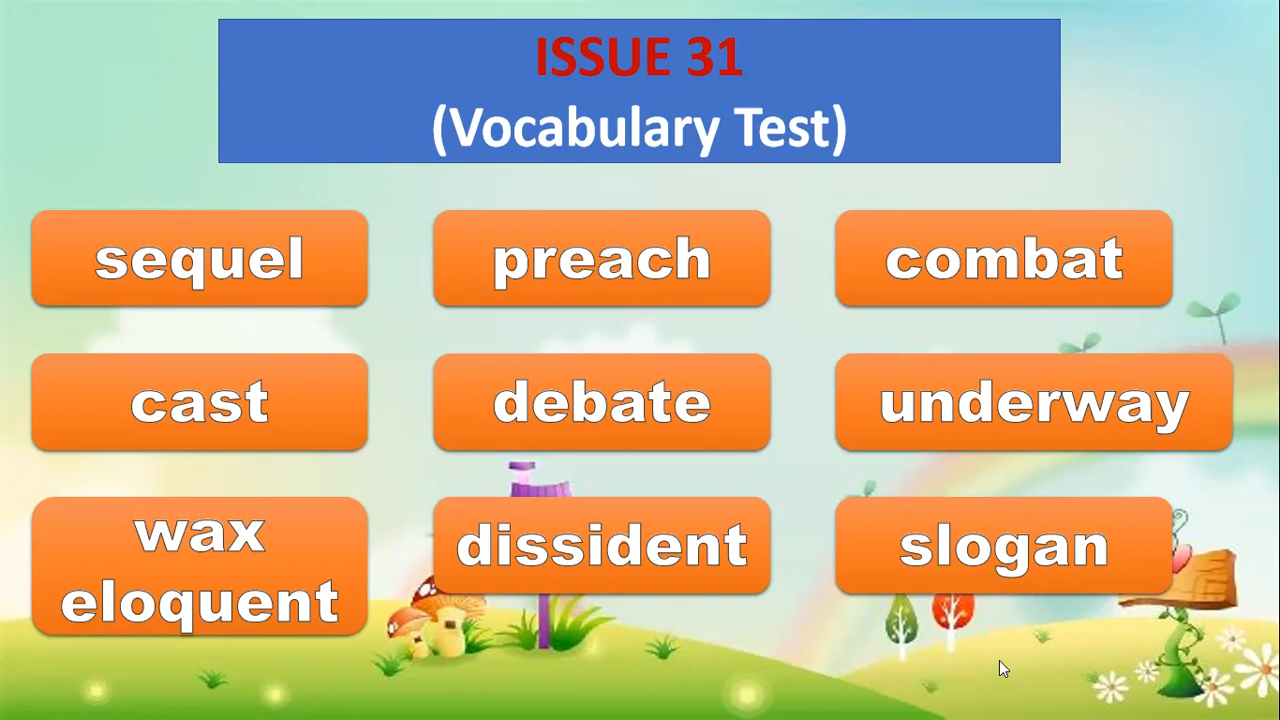 ISSUE 31
(Vocabulary Test)
sequel
preach
combat
cast
debate
underway
wax
eloquent
dissident
slogan